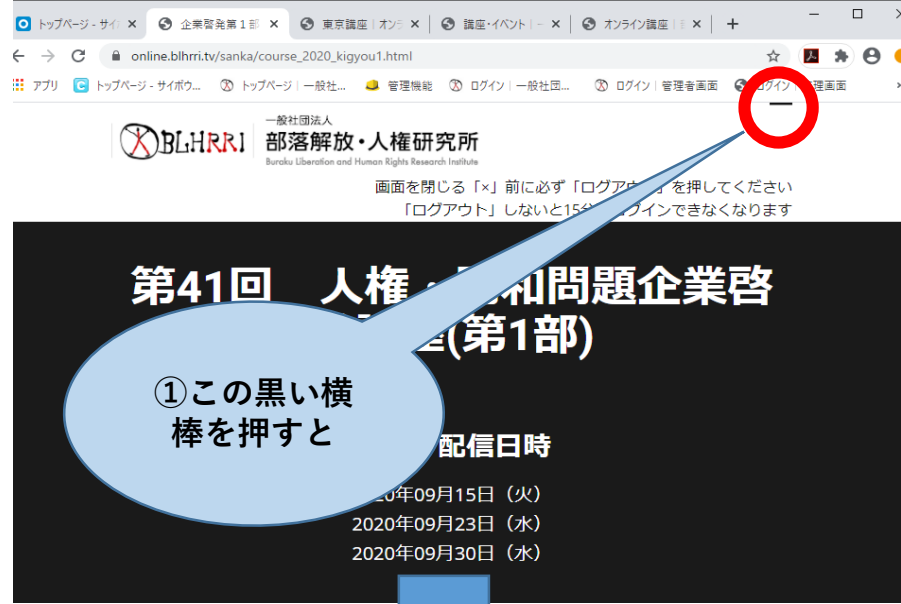 トップページ - サイ
企業啓発第１部
東京講座｜オンラ
講座・イベント｜一
オンライン講座｜
online.blhrri.tv/sanka/course_2020_kigyou1.html
アプリ
トップページ - サイボウ...
トップページ｜一般社...
管理機能
ログイン｜一般社団...
ログイン｜管理者画面
ログイン｜管理画面
一般社団法人
BLHRRI
部落解放・人権研究所
Buraku Liberation and Human Rights Research Institute
画面を閉じる「×」前に必ず「ログアウト」を押してください
「ログアウト」しないと15分 ログインできなくなります
第41回　人権・ 和問題企業啓
(第1部)
①この黒い横
棒を押すと
配信日時
2020年09月15日（火）
2020年09月23日（水）
2020年09月30日（水）